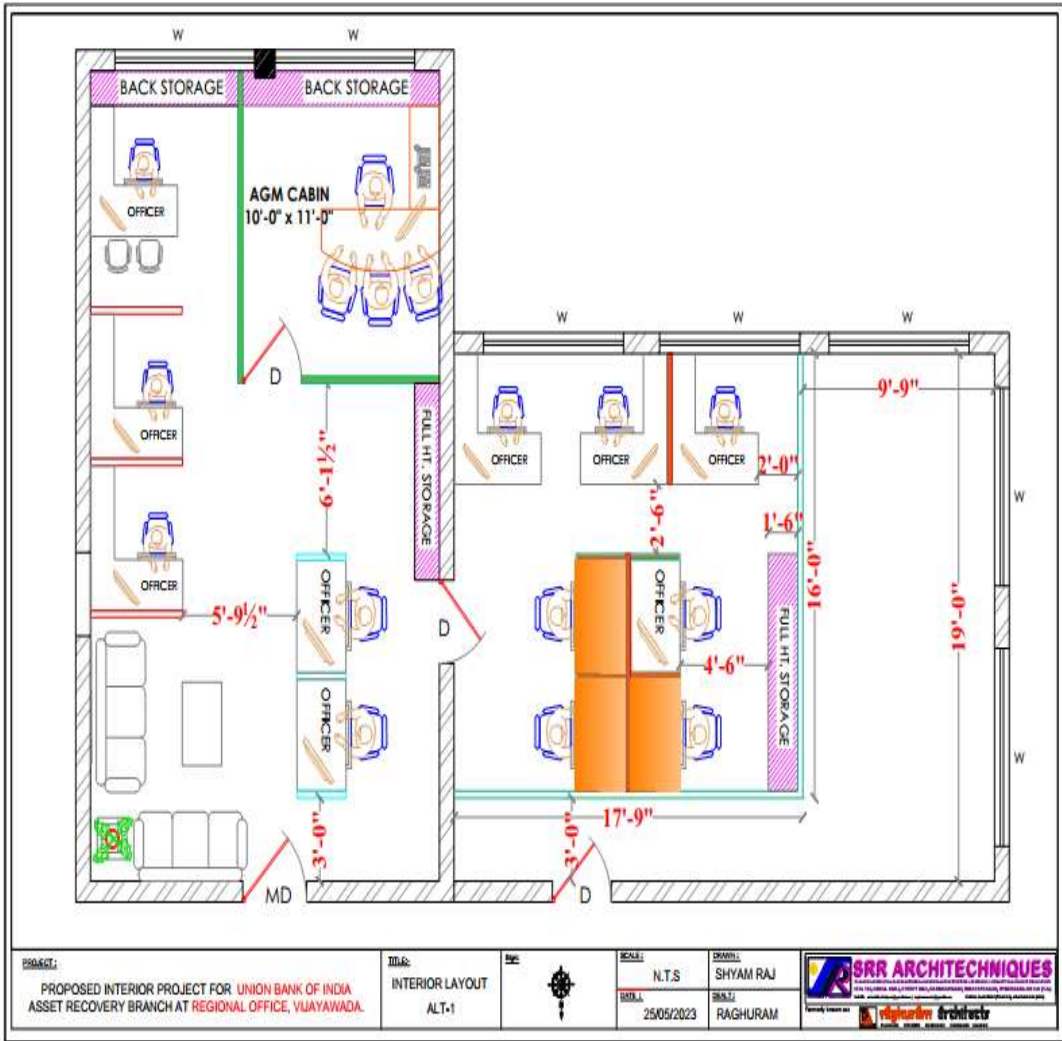 W
W
BACK STORAGE
BACK STORAGE
OFFICER
AGM CABIN
10'-0" x 11'-0"
W
W
W
D
9'-9"
OFFICER
FULL HT. STORAGE
6'-1½"
OFFICER
OFFICER
OFFICER
2'-0"
W
2'-6"
1'-6"
16'-0"
19'-0"
OFFICER
5'-9½"
OFFICER
D
OFFICER
4'-6"
FULL HT. STORAGE
OFFICER
W
17'-9"
3'-0"
3'-0"
MD
D
PROJECT:
PROPOSED INTERIOR PROJECT FOR UNION BANK OF INDIA
ASSET RECOVERY BRANCH AT REGIONAL OFFICE, VIJAYAWADA.
TITLE:
INTERIOR LAYOUT
ALT-1
SCALE:
N.T.S
DATE:
25/05/2023
DRAWN:
SHYAM RAJ
DEALT:
RAGHURAM
SRR ARCHITECHNIQUES
raghuram architects